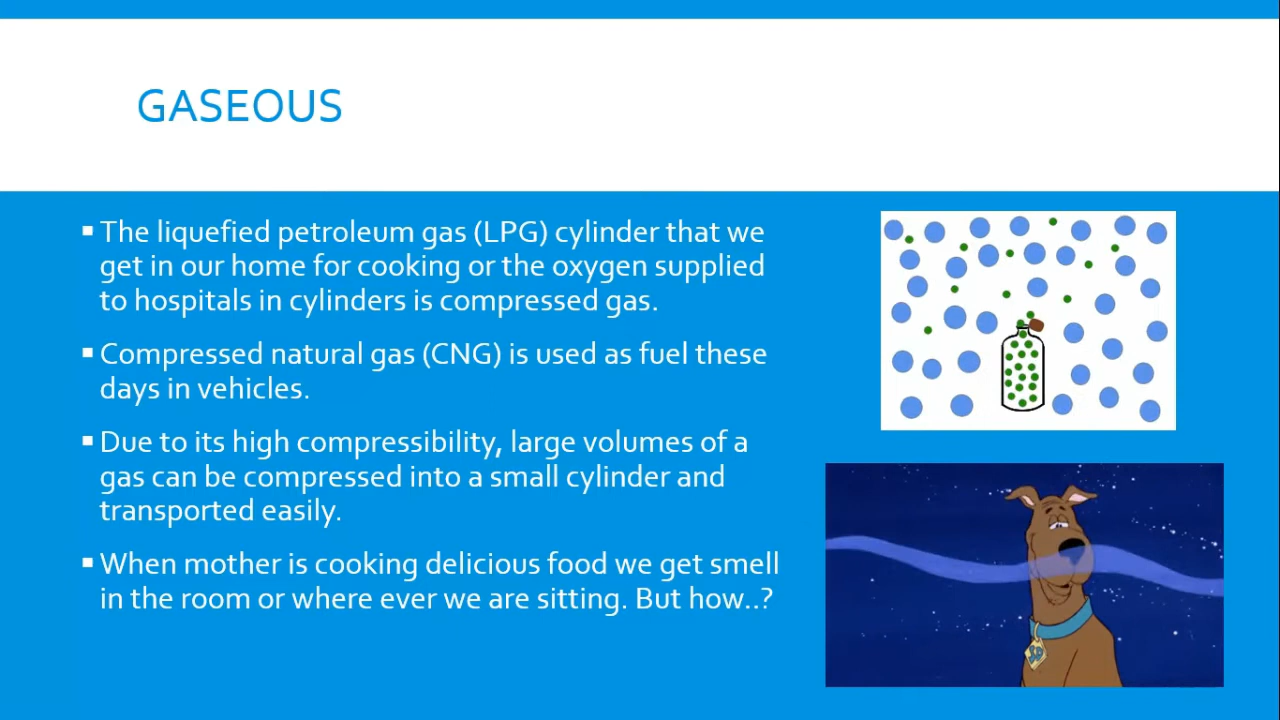 GASEOUS
▪ The liquefied petroleum gas (LPG) cylinder that we
get in our home for cooking or the oxygen supplied
to hospitals in cylinders is compressed gas.
▪ Compressed natural gas (CNG) is used as fuel these
days in vehicles.
▪ Due to its high compressibility, large volumes of a
gas can be compressed into a small cylinder and
transported easily.
▪ When mother is cooking delicious food we get smell
in the room or where ever we are sitting. But how..?
SD